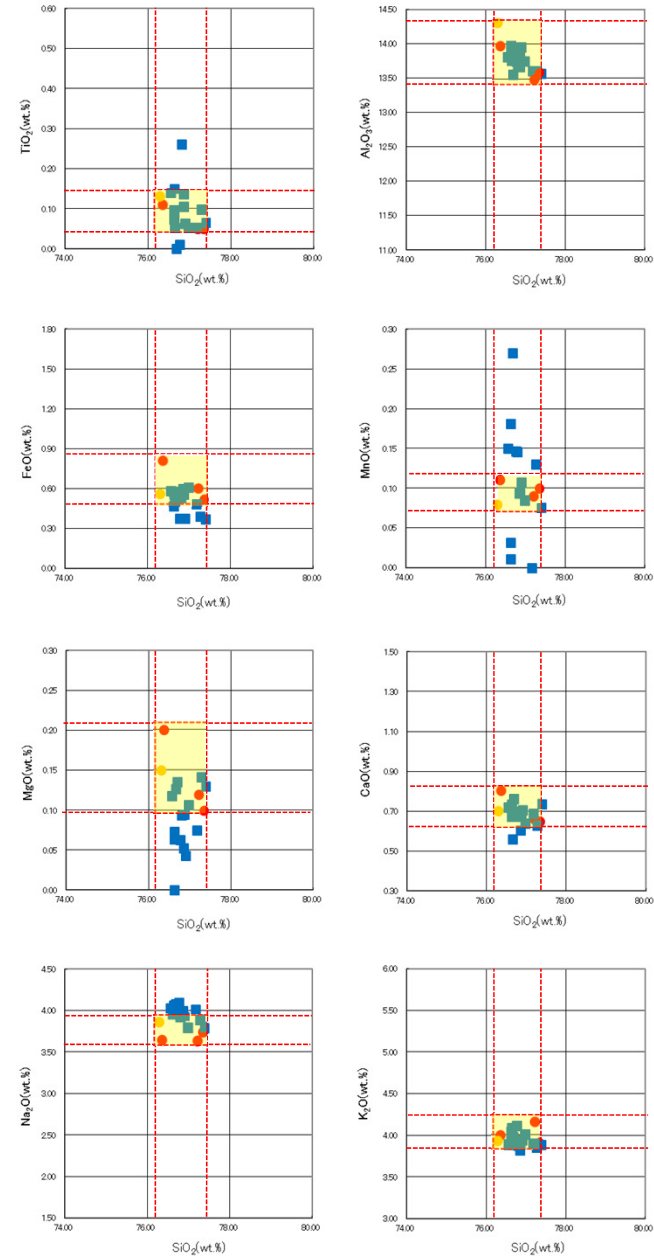 TiO₂(wt.%)
0.60
0.50
0.40
0.30
0.20
0.10
0.00
74.00 76.00 78.00 80.00
SiO₂(wt.%)
Al₂O₃(wt.%)
14.50
14.00
13.50
13.00
12.50
12.00
11.50
11.00
74.00 76.00 78.00 80.00
SiO₂(wt.%)
FeO(wt.%)
1.80
1.50
1.20
0.90
0.60
0.30
0.00
74.00 76.00 78.00 80.00
SiO₂(wt.%)
MnO(wt.%)
0.30
0.25
0.20
0.15
0.10
0.05
0.00
74.00 76.00 78.00 80.00
SiO₂(wt.%)
MgO(wt.%)
0.30
0.25
0.20
0.15
0.10
0.05
0.00
74.00 76.00 78.00 80.00
SiO₂(wt.%)
CaO(wt.%)
1.50
1.30
1.10
0.90
0.70
0.50
0.30
74.00 76.00 78.00 80.00
SiO₂(wt.%)
Na₂O(wt.%)
4.50
4.00
3.50
3.00
2.50
2.00
1.50
74.00 76.00 78.00 80.00
SiO₂(wt.%)
K₂O(wt.%)
6.00
5.50
5.00
4.50
4.00
3.50
3.00
74.00 76.00 78.00 80.00
SiO₂(wt.%)